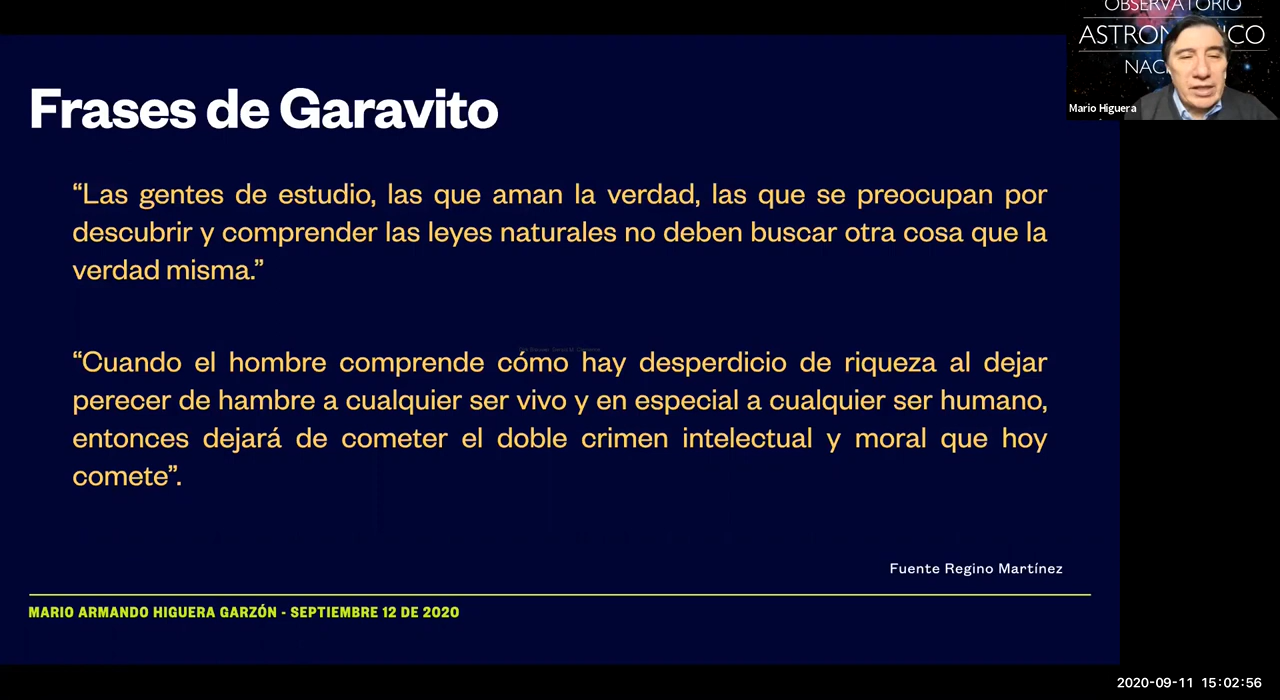 OBSERVATORIO
ASTRON CO
NAC
Mario Higuera
Frases de Garavito
“Las gentes de estudio, las que aman la verdad, las que se preocupan por
descubrir y comprender las leyes naturales no deben buscar otra cosa que la
verdad misma.”
“Cuando el hombre comprende cómo hay desperdicio de riqueza al dejar
perecer de hambre a cualquier ser vivo y en especial a cualquier ser humano,
entonces dejará de cometer el doble crimen intelectual y moral que hoy
comete”.
Fuente Regino Martínez
MARIO ARMANDO HIGUERA GARZÓN - SEPTIEMBRE 12 DE 2020
2020-09-11 15:02:56